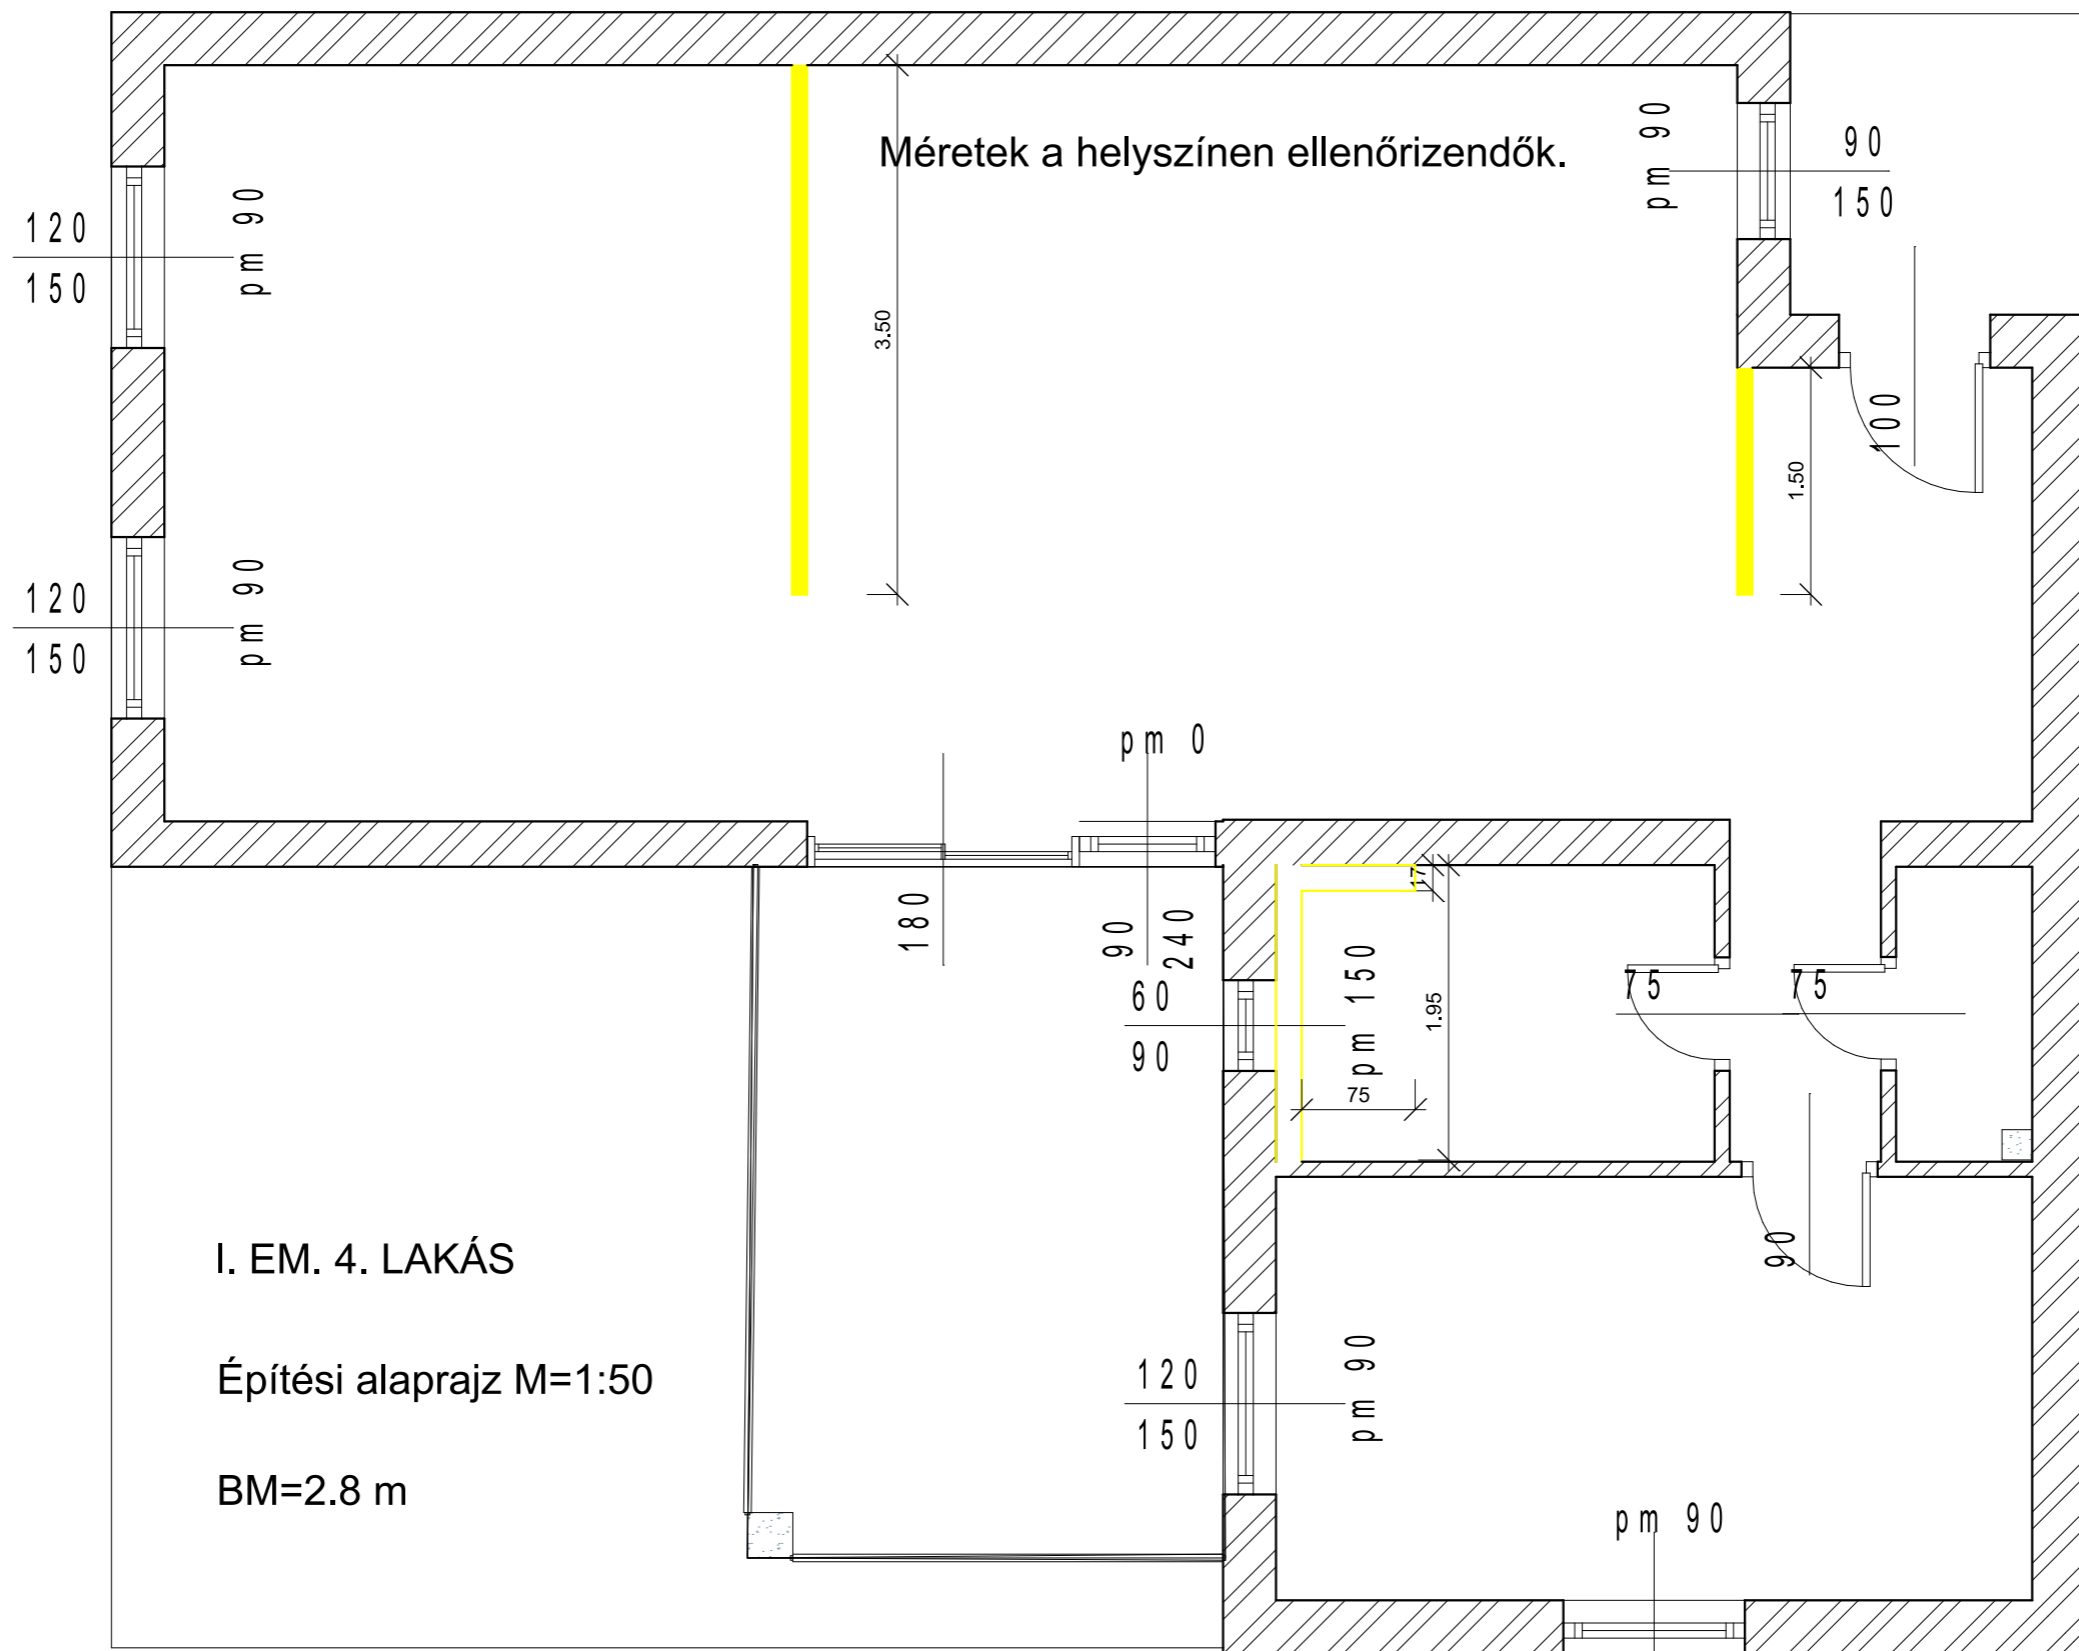 Méretek a helyszínen ellenőrizendők.
pm 90
90
150
120
150
pm 90
3.50
100
1.50
120
150
pm 90
pm 0
180
90
240
17
60
90
pm 150
1.95
75
75
75
90
I. EM. 4. LAKÁS
Építési alaprajz M=1:50
BM=2.8 m
120
150
pm 90
pm 90